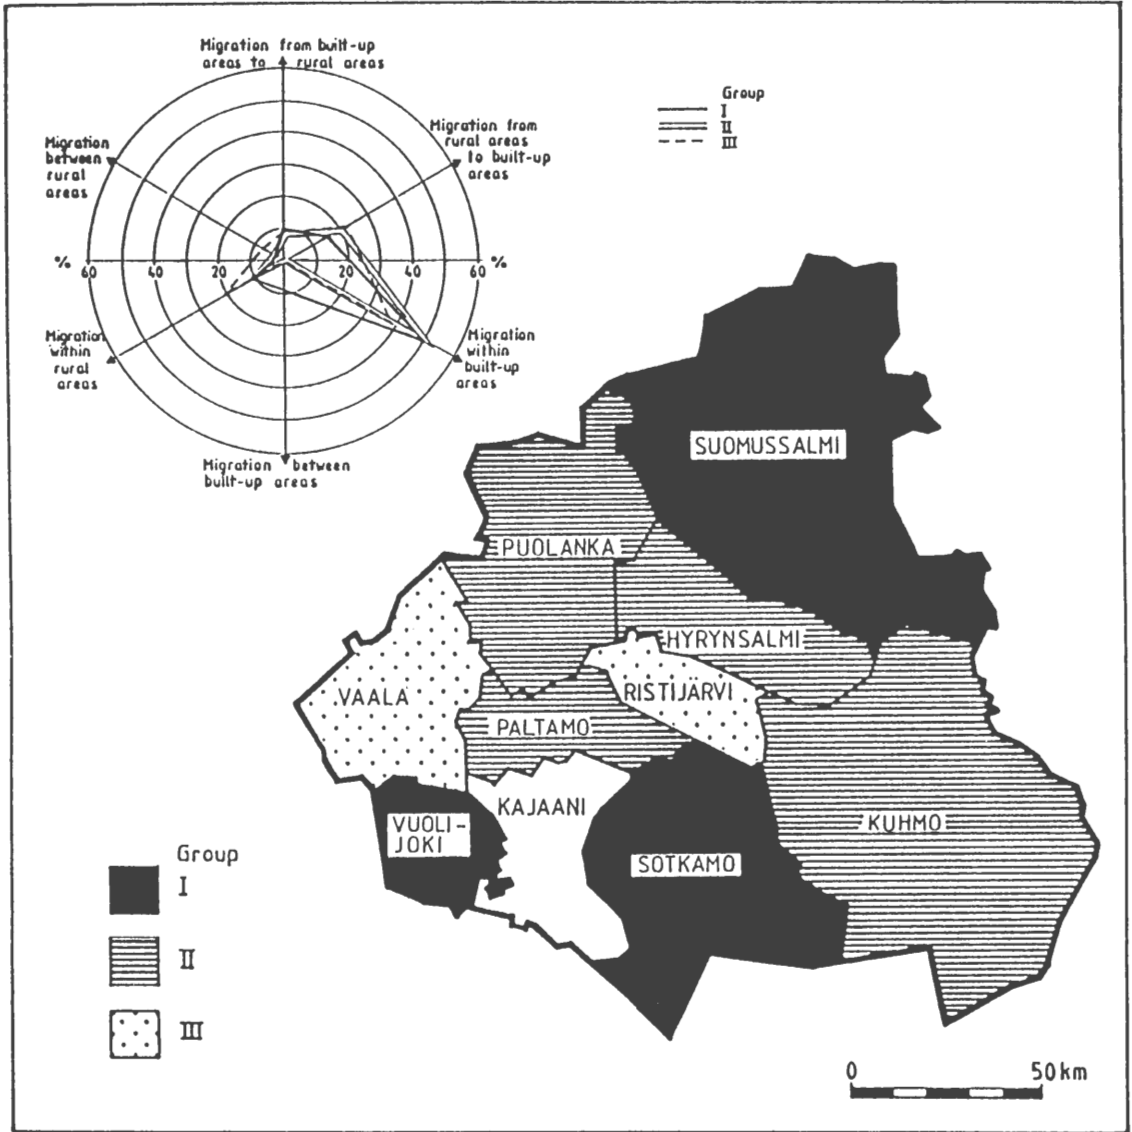 Migration from built-up
areas to rural areas
Group
I
II
III
Migration from
rural areas
to built-up
areas
Migration
between
rural
areas
% 60 40 20 20 40 60 %
Migration
within
rural
areas
Migration
within
built-up
areas
Migration between
built-up areas
SUOMUSSALMI
PUOLANKA
HYRYNSALMI
VAALA
RISTIJÄRVI
PALTAMO
KAJAANI
VUOLI-
JOKI
KUHMO
SOTKAMO
Group
I
II
III
0 50 km